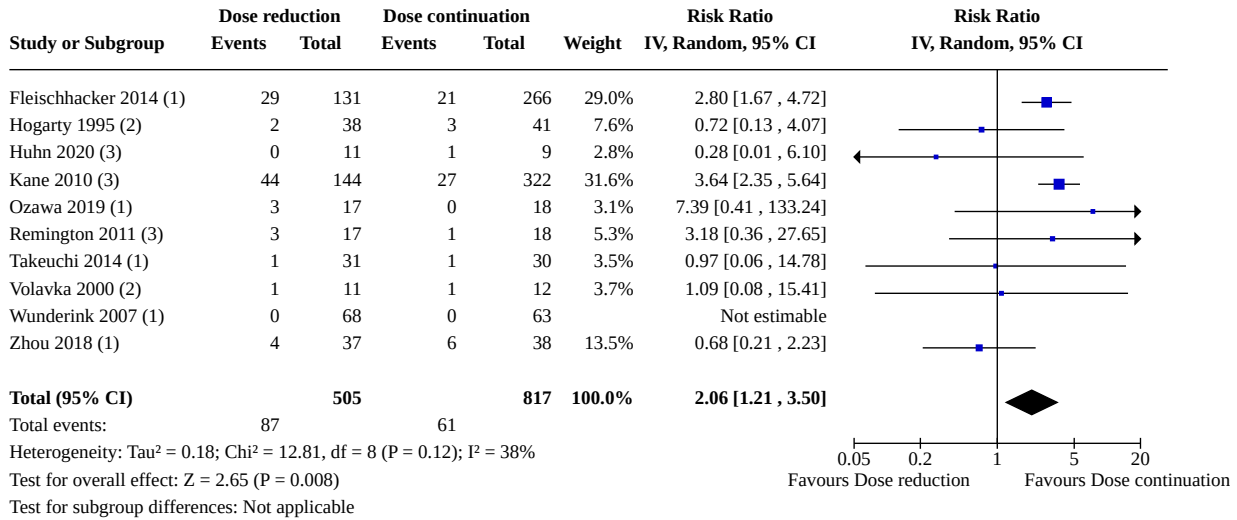 Dose reduction Dose continuation Risk Ratio Risk Ratio
Study or Subgroup Events Total Events Total Weight IV, Random, 95% CI IV, Random, 95% CI
Fleischhacker 2014 (1) 29 131 21 266 29.0% 2.80 [1.67 , 4.72]
Hogarty 1995 (2) 2 38 3 41 7.6% 0.72 [0.13 , 4.07]
Huhn 2020 (3) 0 11 1 9 2.8% 0.28 [0.01 , 6.10]
Kane 2010 (3) 44 144 27 322 31.6% 3.64 [2.35 , 5.64]
Ozawa 2019 (1) 3 17 0 18 3.1% 7.39 [0.41 , 133.24]
Remington 2011 (3) 3 17 1 18 5.3% 3.18 [0.36 , 27.65]
Takeuchi 2014 (1) 1 31 1 30 3.5% 0.97 [0.06 , 14.78]
Volavka 2000 (2) 1 11 1 12 3.7% 1.09 [0.08 , 15.41]
Wunderink 2007 (1) 0 68 0 63 Not estimable
Zhou 2018 (1) 4 37 6 38 13.5% 0.68 [0.21 , 2.23]
Total (95% CI) 505 817 100.0% 2.06 [1.21 , 3.50]
Total events: 87 61
Heterogeneity: Tau² = 0.18; Chi² = 12.81, df = 8 (P = 0.12); I² = 38%
0.05 0.2 1 5 20
Test for overall effect: Z = 2.65 (P = 0.008)
Favours Dose reduction Favours Dose continuation
Test for subgroup differences: Not applicable